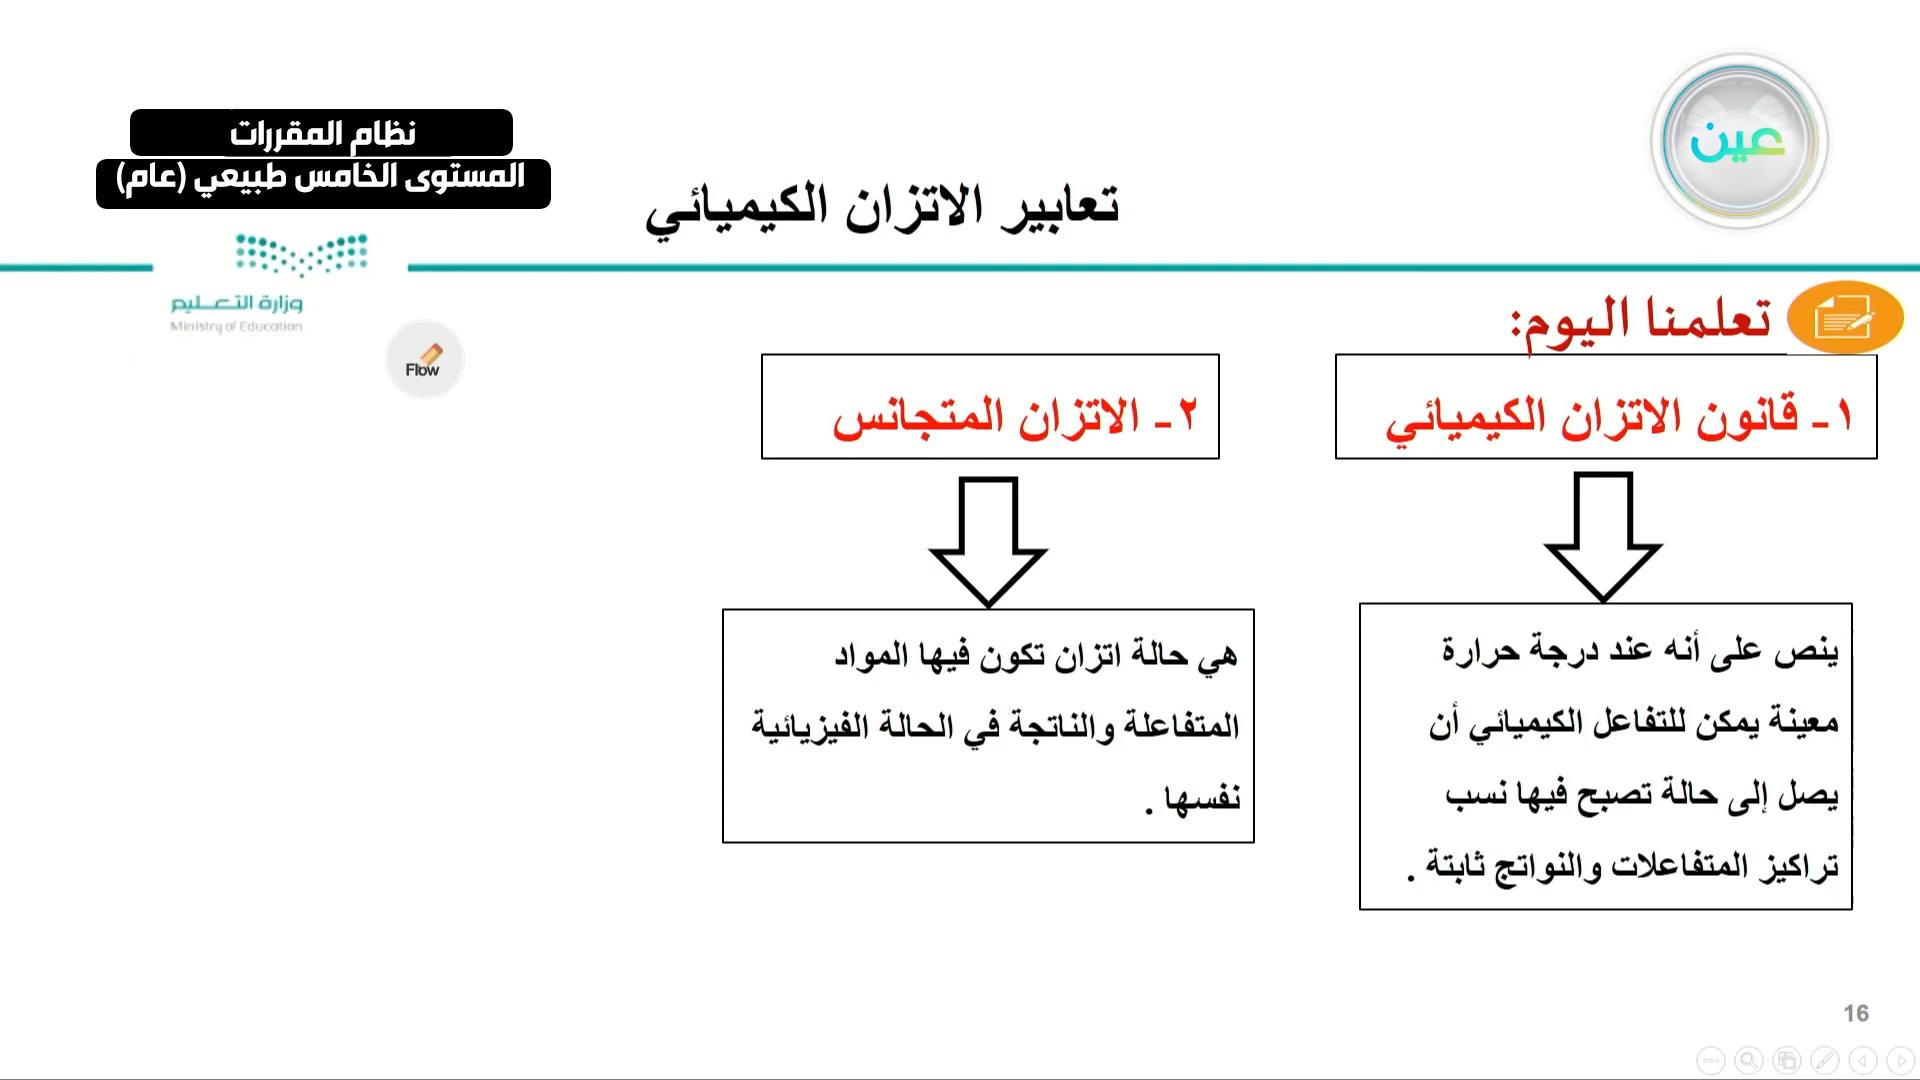 عين
نظام المقررات
المستوى الخامس طبيعي (عام)
تعابير الاتزان الكيميائي
وزارة التعليم
Ministry of Education
Flow
تعلمنا اليوم:
١- قانون الاتزان الكيميائي
ينص على أنه عند درجة حرارة
معينة يمكن للتفاعل الكيميائي أن
يصل إلى حالة تصبح فيها نسب
تراكيز المتفاعلات والنواتج ثابتة .
٢- الاتزان المتجانس
هي حالة اتزان تكون فيها المواد
المتفاعلة والناتجة في الحالة الفيزيائية
نفسها .
16